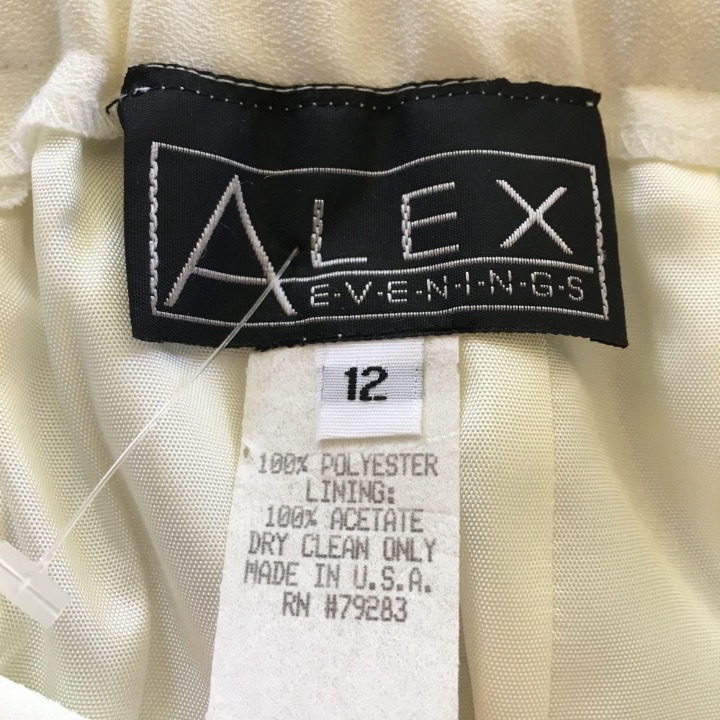 ALEX
E·V·E·N·I·N·G·S
12
100% POLYESTER
LINING:
100% ACETATE
DRY CLEAN ONLY
MADE IN U.S.A.
RN #79283